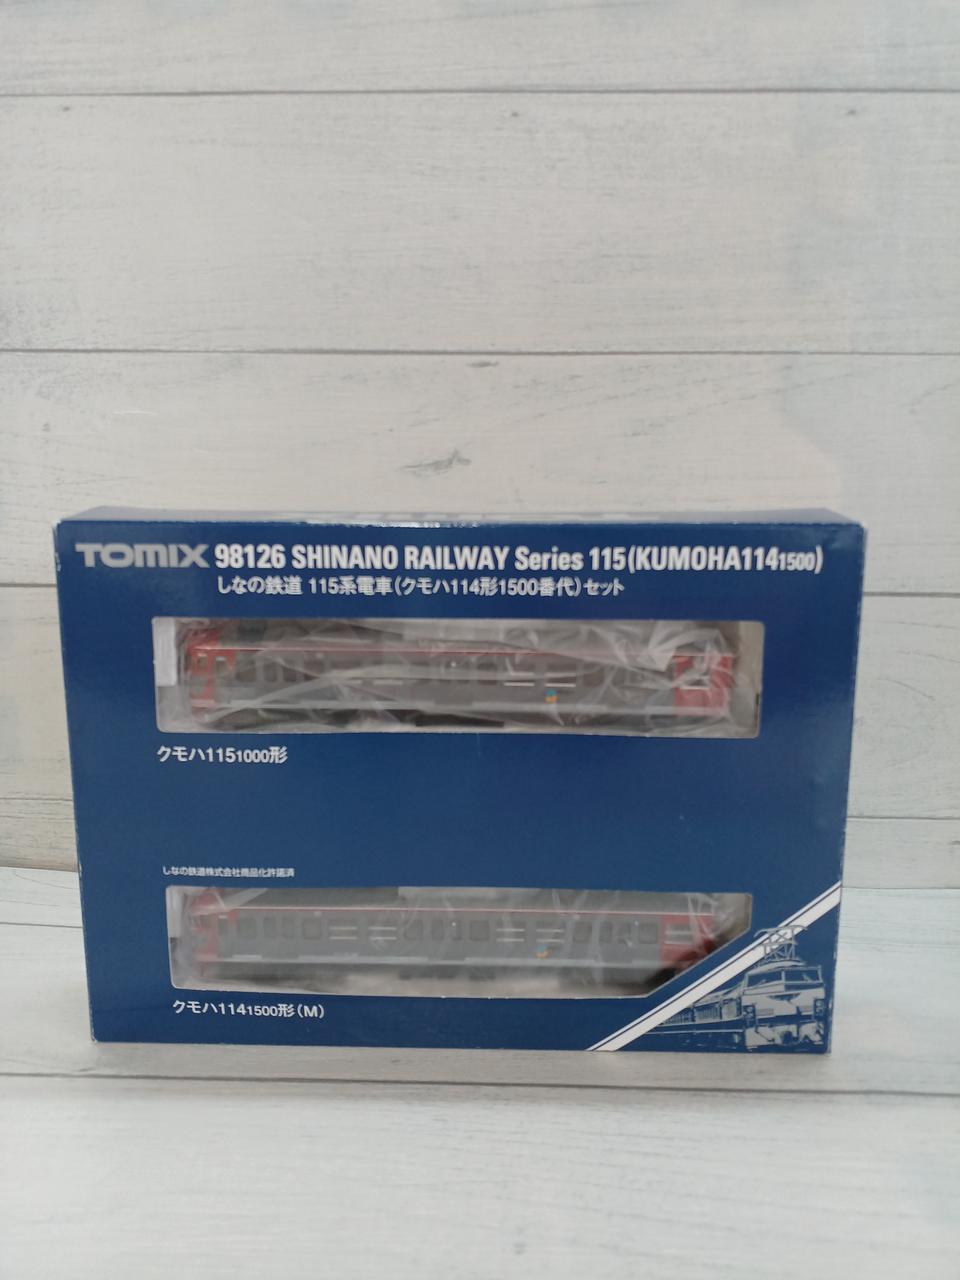 TOMIX 98126 SHINANO RAILWAY Series 115(KUMOHA1141500)
しなの鉄道 115系電車(クモハ114形1500番代)セット
クモハ1151000形
しなの鉄道株式会社商品化許諾済
クモハ1141500形(M)